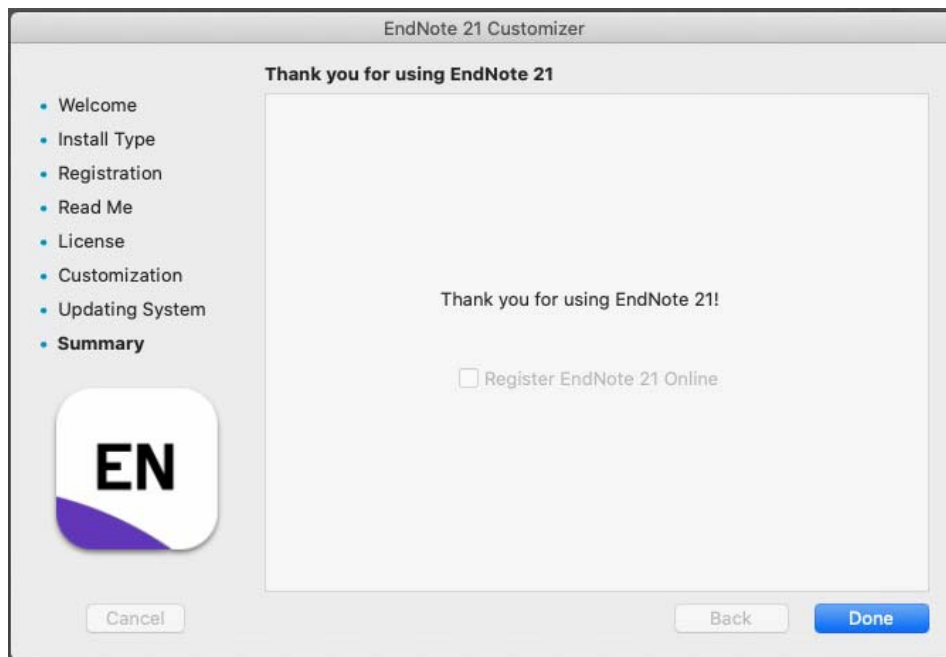 EndNote 21 Customizer
Thank you for using EndNote 21
Welcome
Install Type
Registration
Read Me
License
Customization
Updating System
Summary
EN
Thank you for using EndNote 21!
Register EndNote 21 Online
Cancel
Back
Done